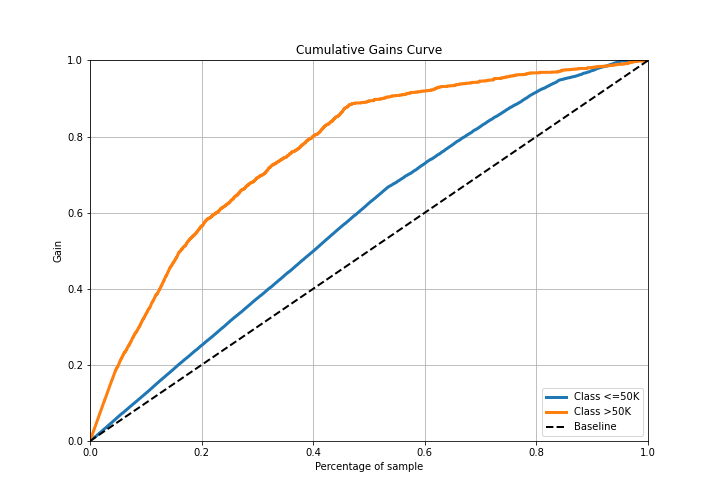 Cumulative Gains Curve
1.0
0.8
0.6
0.4
0.2
0.0
Gain
0.0 0.2 0.4 0.6 0.8 1.0
Percentage of sample
Class <=50K
Class >50K
Baseline